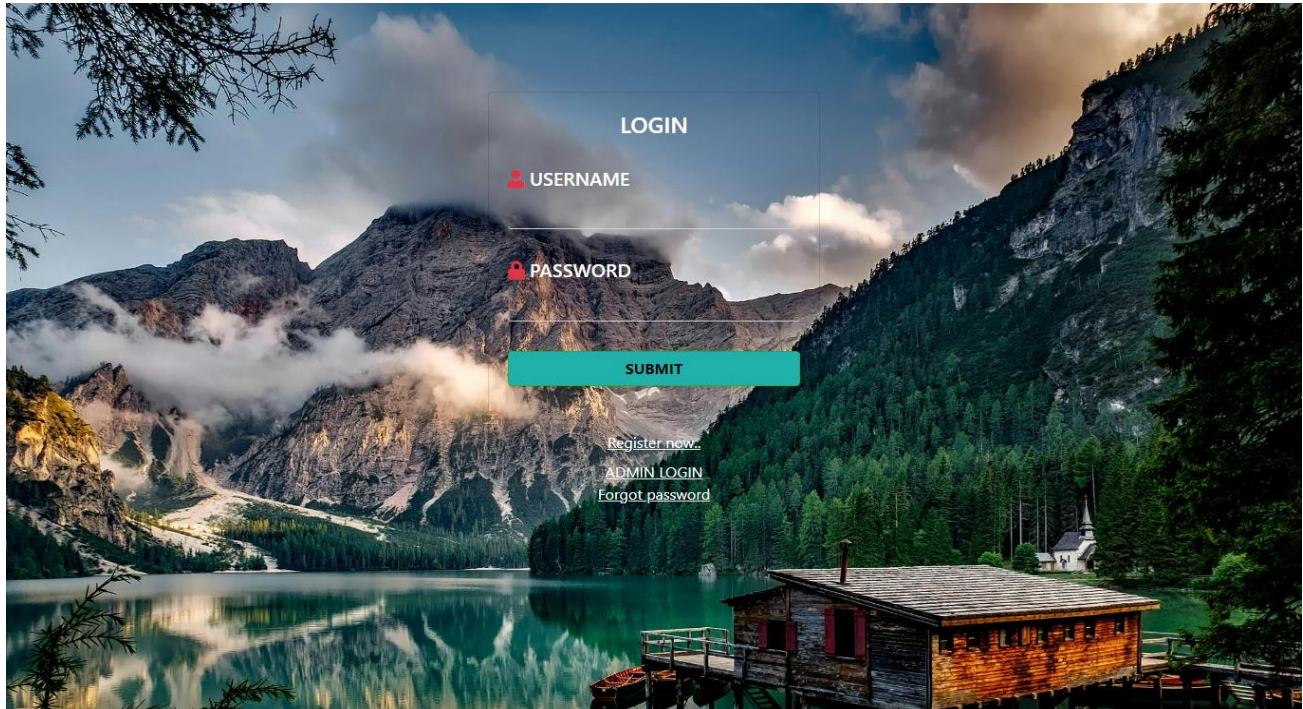 LOGIN
USERNAME
PASSWORD
SUBMIT
Register now..
ADMIN LOGIN
Forgot password